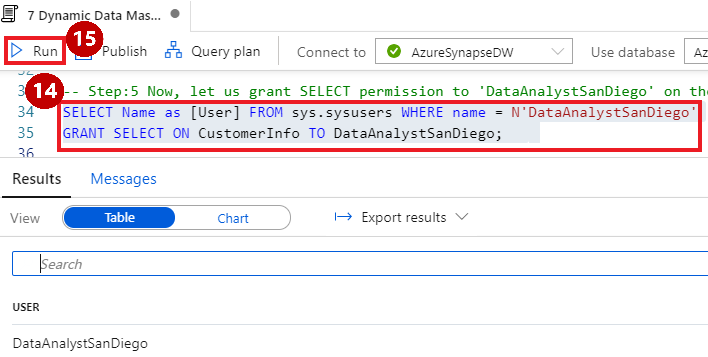 7 Dynamic Data Mas...
15
Run
Publish
Query plan
Connect to
AzureSynapseDW
Use database
14
-- Step:5 Now, let us grant SELECT permission to 'DataAnalystSanDiego' on
34 SELECT Name as [User] FROM sys.sysusers WHERE name = N'DataAnalystSanDiego'
35 GRANT SELECT ON CustomerInfo TO DataAnalystSanDiego;
36
Results
Messages
View
Table
Chart
Export results
Search
USER
DataAnalystSanDiego